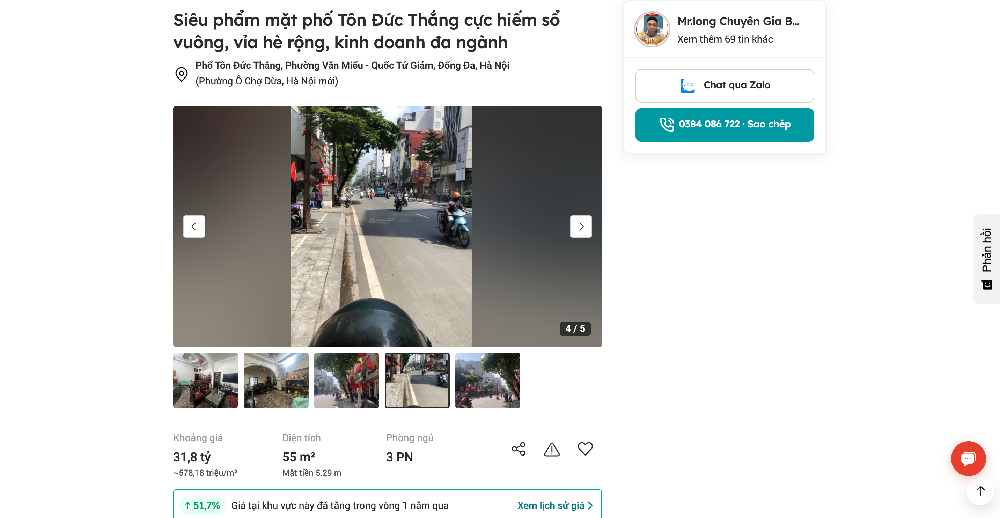 Siêu phẩm mặt phố Tôn Đức Thắng cực hiếm sổ
vuông, vỉa hè rộng, kinh doanh đa ngành
Phố Tôn Đức Thắng, Phường Văn Miếu - Quốc Tử Giám, Đống Đa, Hà Nội
(Phường Ô Chợ Dừa, Hà Nội mới)
Batdongsan
4 / 5
Khoảng giá
31,8 tỷ
~578,18 triệu/m²
Diện tích
55 m²
Mặt tiền 5.29 m
Phòng ngủ
3 PN
51,7%
Giá tại khu vực này đã tăng trong vòng 1 năm qua
Xem lịch sử giá
Mr.long Chuyên Gia B...
Xem thêm 69 tin khác
Zalo
Chat qua Zalo
0384 086 722 · Sao chép
Phản hồi